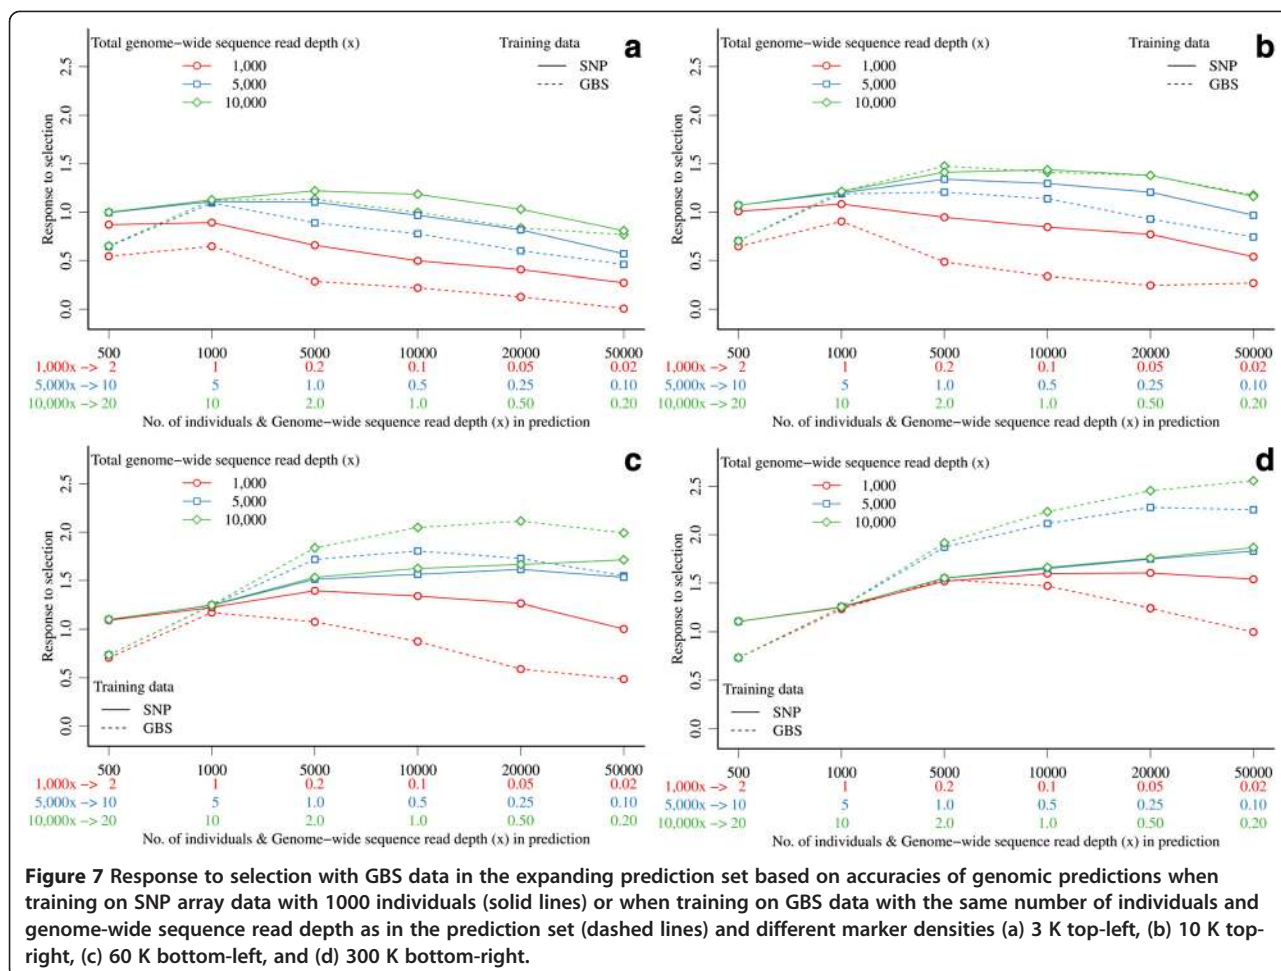 Total genome−wide sequence read depth (x) Training data a
1,000 SNP
5,000 GBS
10,000
Response to selection
2.5
2.0
1.5
1.0
0.5
0.0
500 1000 5000 10000 20000 50000
1,000x −> 2 1 0.2 0.1 0.05 0.02
5,000x −> 10 5 1.0 0.5 0.25 0.10
10,000x −> 20 10 2.0 1.0 0.50 0.20
No. of individuals & Genome−wide sequence read depth (x) in prediction
Total genome−wide sequence read depth (x) Training data b
1,000 SNP
5,000 GBS
10,000
Response to selection
2.5
2.0
1.5
1.0
0.5
0.0
500 1000 5000 10000 20000 50000
1,000x −> 2 1 0.2 0.1 0.05 0.02
5,000x −> 10 5 1.0 0.5 0.25 0.10
10,000x −> 20 10 2.0 1.0 0.50 0.20
No. of individuals & Genome−wide sequence read depth (x) in prediction
Total genome−wide sequence read depth (x) c
1,000
5,000
10,000
Response to selection
2.5
2.0
1.5
1.0
0.5
0.0
Training data
SNP
GBS
500 1000 5000 10000 20000 50000
1,000x −> 2 1 0.2 0.1 0.05 0.02
5,000x −> 10 5 1.0 0.5 0.25 0.10
10,000x −> 20 10 2.0 1.0 0.50 0.20
No. of individuals & Genome−wide sequence read depth (x) in prediction
Total genome−wide sequence read depth (x) d
1,000
5,000
10,000
Response to selection
2.5
2.0
1.5
1.0
0.5
0.0
Training data
SNP
GBS
500 1000 5000 10000 20000 50000
1,000x −> 2 1 0.2 0.1 0.05 0.02
5,000x −> 10 5 1.0 0.5 0.25 0.10
10,000x −> 20 10 2.0 1.0 0.50 0.20
No. of individuals & Genome−wide sequence read depth (x) in prediction
Figure 7 Response to selection with GBS data in the expanding prediction set based on accuracies of genomic predictions when
training on SNP array data with 1000 individuals (solid lines) or when training on GBS data with the same number of individuals and
genome-wide sequence read depth as in the prediction set (dashed lines) and different marker densities (a) 3 K top-left, (b) 10 K top-
right, (c) 60 K bottom-left, and (d) 300 K bottom-right.